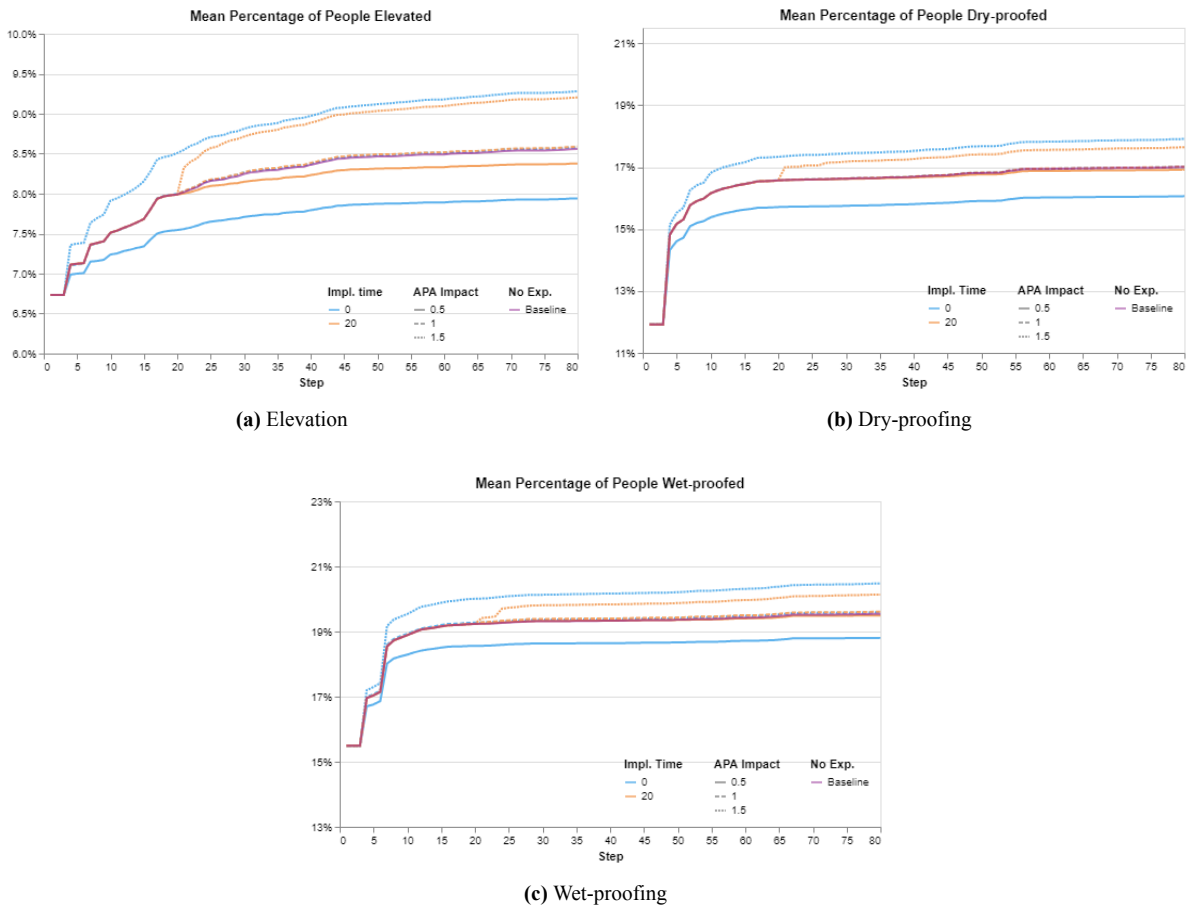 Mean Percentage of People Elevated
10.0%
9.5%
9.0%
8.5%
8.0%
7.5%
7.0%
6.5%
6.0%
Impl. time APA Impact No Exp.
0 0.5 Baseline
20 1
1.5
0 5 10 15 20 25 30 35 40 45 50 55 60 65 70 75 80
Step
(a) Elevation
Mean Percentage of People Dry-proofed
21%
19%
17%
15%
13%
11%
Impl. Time APA Impact No Exp.
0 0.5 Baseline
20 1
1.5
0 5 10 15 20 25 30 35 40 45 50 55 60 65 70 75 80
Step
(b) Dry-proofing
Mean Percentage of People Wet-proofed
23%
21%
19%
17%
15%
13%
Impl. Time APA Impact No Exp.
0 0.5 Baseline
20 1
1.5
0 5 10 15 20 25 30 35 40 45 50 55 60 65 70 75 80
Step
(c) Wet-proofing